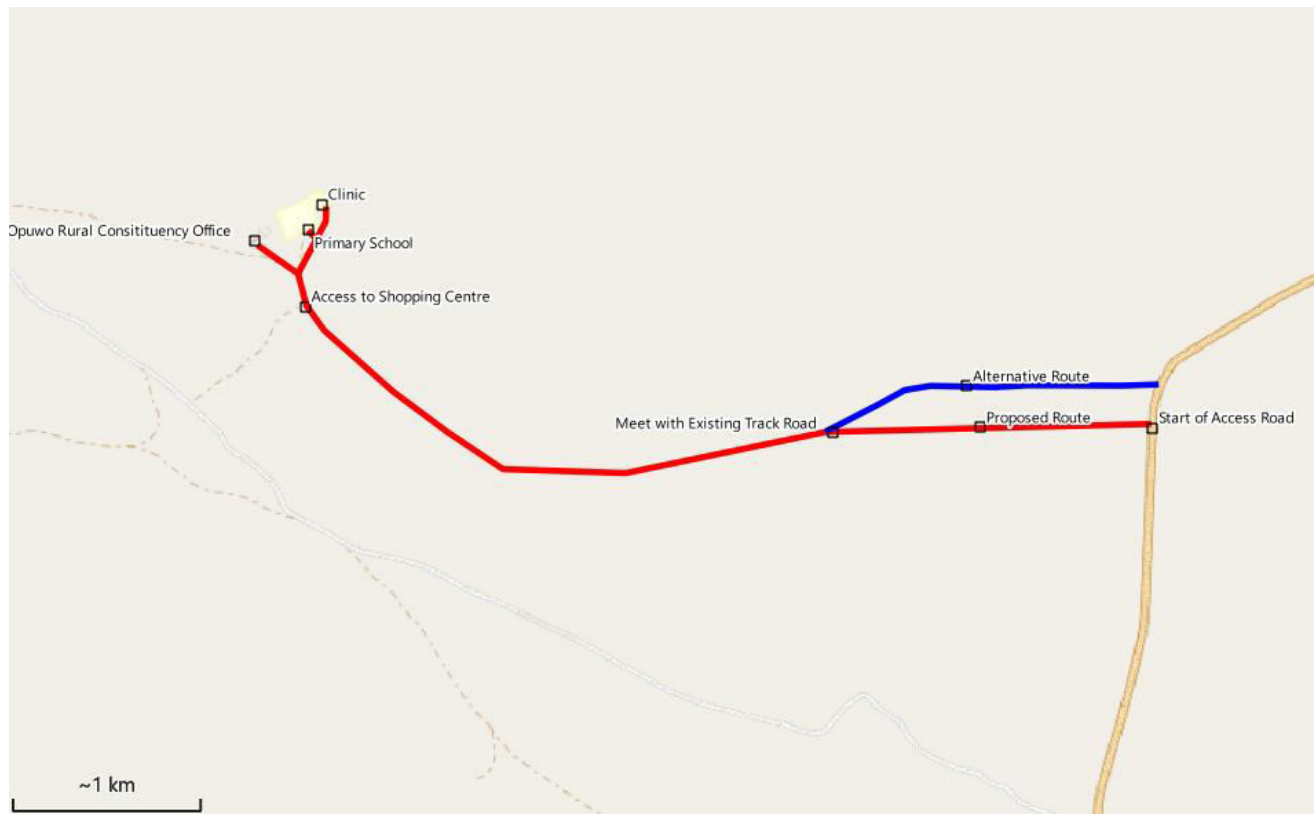 Clinic
Opuwo Rural Consitituency Office
Primary School
Access to Shopping Centre
Alternative Route
Meet with Existing Track Road
Proposed Route
Start of Access Road
~1 km